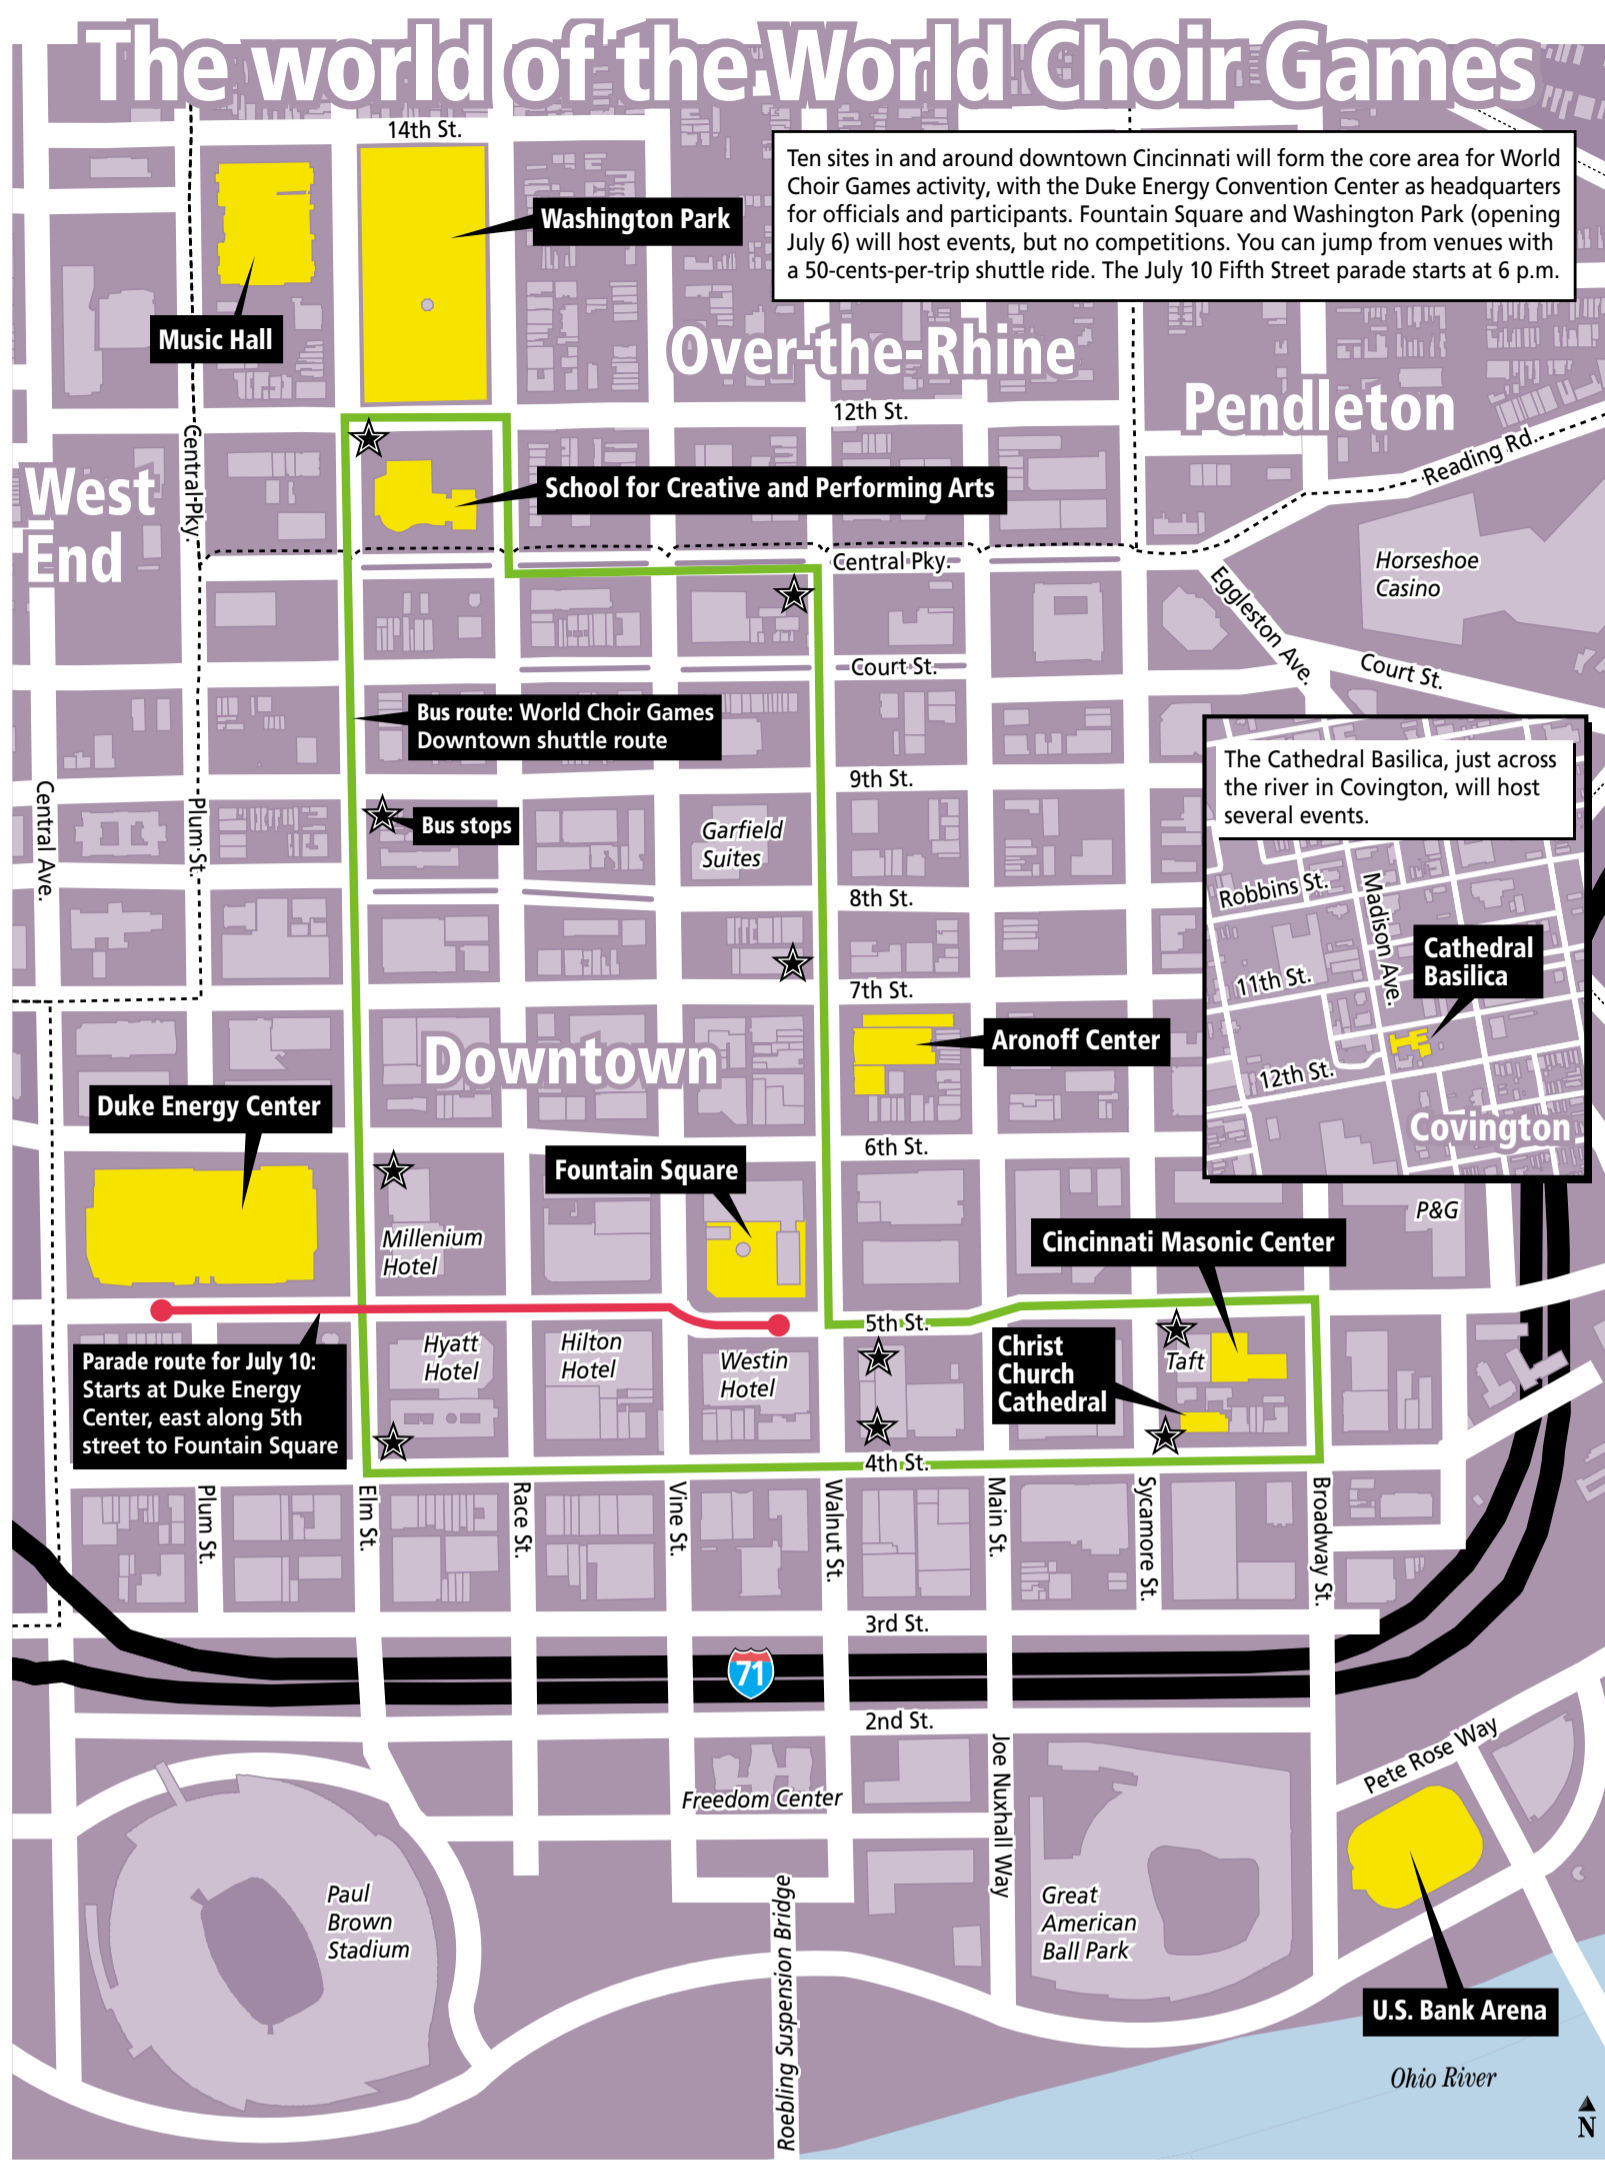 The world of the World Choir Games
14th St.
Ten sites in and around downtown Cincinnati will form the core area for World
Choir Games activity, with the Duke Energy Convention Center as headquarters
for officials and participants. Fountain Square and Washington Park (opening
July 6) will host events, but no competitions. You can jump from venues with
a 50-cents-per-trip shuttle ride. The July 10 Fifth Street parade starts at 6 p.m.
Washington Park
Music Hall
Over-the-Rhine
Pendleton
12th St.
Central Pky.
Reading Rd.
West
End
School for Creative and Performing Arts
Central Pky.
Horseshoe
Casino
Eggleston Ave.
Court St.
Court St.
Bus route: World Choir Games
Downtown shuttle route
The Cathedral Basilica, just across
the river in Covington, will host
several events.
9th St.
Central Ave.
Plum St.
Bus stops
Garfield
Suites
Robbins St.
Madison Ave.
8th St.
Cathedral
Basilica
11th St.
7th St.
Aronoff Center
Downtown
12th St.
Covington
Duke Energy Center
6th St.
Fountain Square
P&G
Millenium
Hotel
Cincinnati Masonic Center
5th St.
Parade route for July 10:
Starts at Duke Energy
Center, east along 5th
street to Fountain Square
Hyatt
Hotel
Hilton
Hotel
Westin
Hotel
Christ
Church
Cathedral
Taft
4th St.
Plum St.
Elm St.
Race St.
Vine St.
Walnut St.
Main St.
Sycamore St.
Broadway St.
3rd St.
71
2nd St.
Joe Nuxhall Way
Pete Rose Way
Freedom Center
Paul
Brown
Stadium
Roebling Suspension Bridge
Great
American
Ball Park
U.S. Bank Arena
Ohio River
N